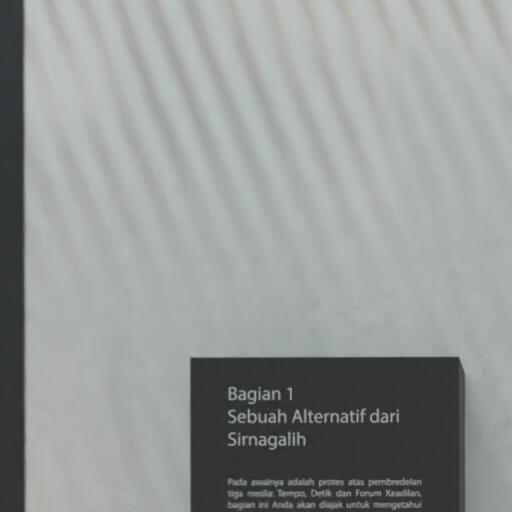 Bagian 1
Sebuah Alternatif dari
Sirnagalih
Pada awalnya adalah protes atas pembredelan
tiga media: Tempo, Detik dan Forum Keadilan,
bagian ini Anda akan diajak untuk mengetahui